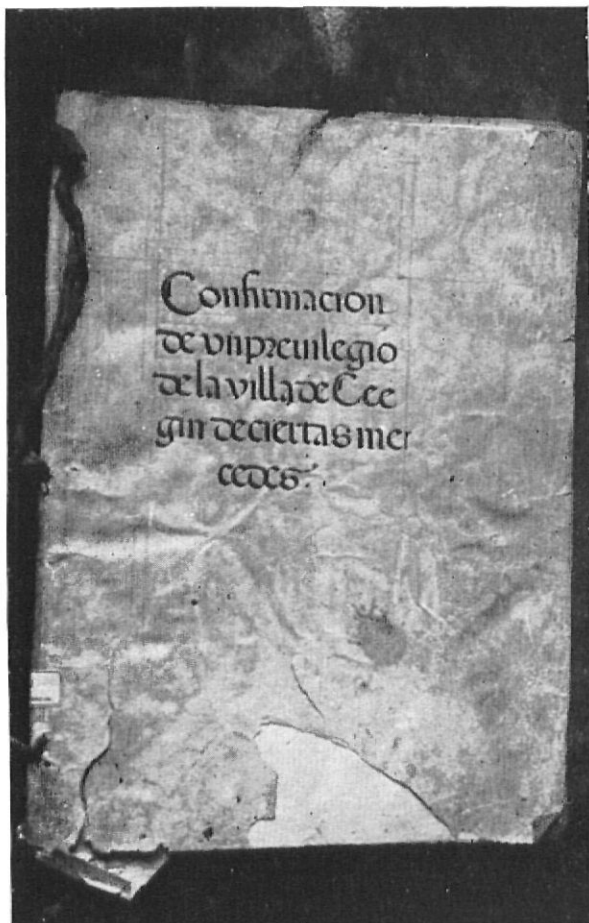 Confirmacion
de vn preuilegio
de la villa de Cee
gin de ciertas mer
cedes.